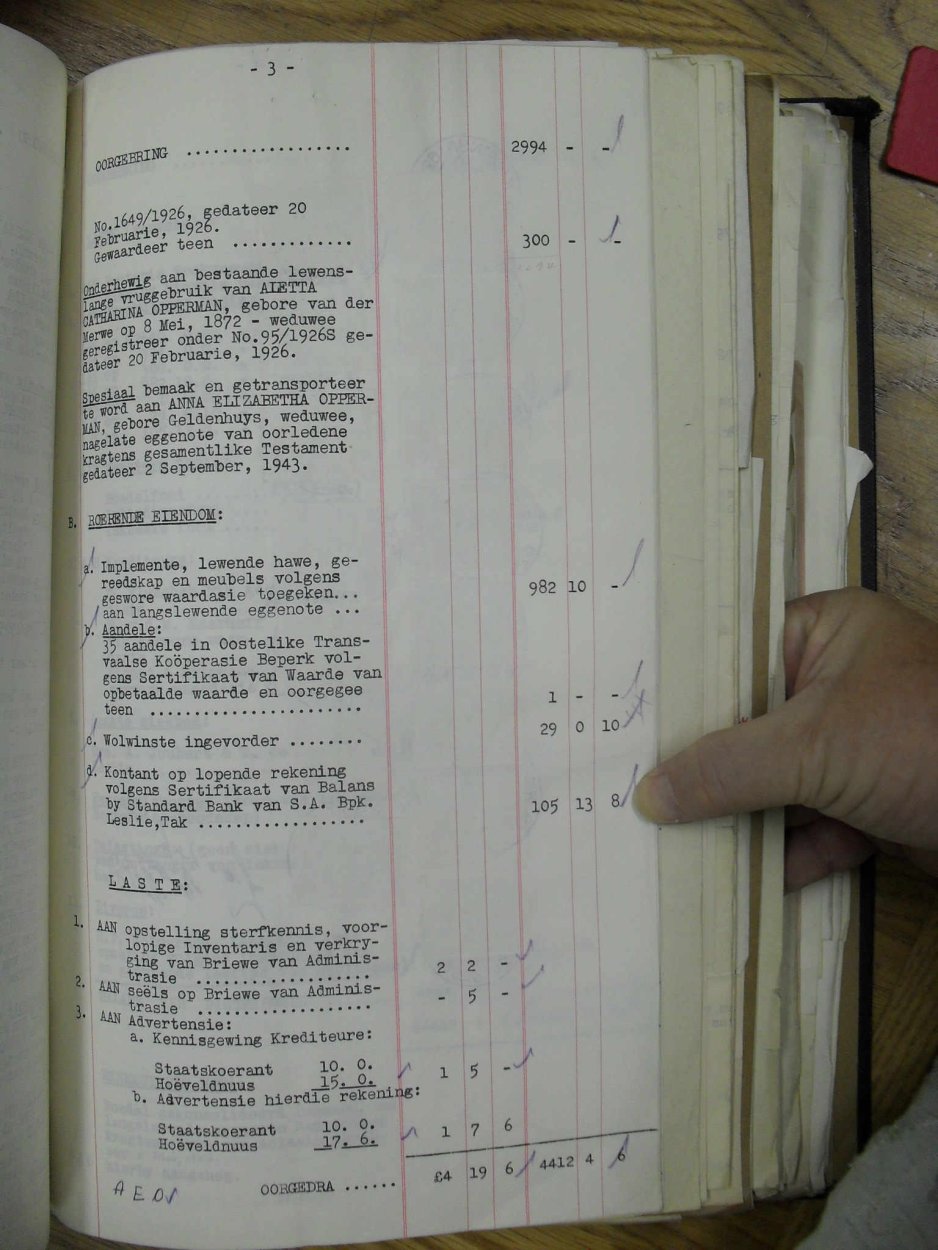 - 3 -
OORGEBRING .................. 2994 - -
No.1649/1926, gedateer 20
Februarie, 1926.
Gewaardeer teen ............. 300 - -
Onderhewig aan bestaande lewens-
lange vruggebruik van ALETTA
CATHARINA OPPERMAN, gebore van der
Merwe op 8 Mei, 1872 - weduwee
geregistreer onder No.95/1926S ge-
dateer 20 Februarie, 1926.
Spesiaal bemaak en getransporteer
te word aan ANNA ELIZABETHA OPPER-
MAN, gebore Geldenhuys, weduwee,
nagelate eggenote van oorledene
kragtens gesamentlike Testament
gedateer 2 September, 1943.
B. ROERENDE EIENDOM:
a. Implemente, lewende hawe, ge-
reedskap en meubels volgens
geswore waardasie toegeken... 982 10 -
aan langslewende eggenote ...
b. Aandele:
35 aandele in Oostelike Trans-
vaalse Koöperasie Beperk vol-
gens Sertifikaat van Waarde van
opbetaalde waarde en oorgegee
teen ....................... 1 - -
c. Wolwinste ingevorder ........ 29 0 10
d. Kontant op lopende rekening
volgens Sertifikaat van Balans
by Standard Bank van S.A. Bpk.
Leslie,Tak .................. 105 13 8
L A S T E:
1. AAN opstelling sterfkennis, voor-
lopige Inventaris en verkry-
ging van Briewe van Adminis-
trasie .................. 2 2 -
2. AAN seëls op Briewe van Adminis-
trasie .................. - 5 -
3. AAN Advertensie:
a. Kennisgewing Krediteure:
Staatskoerant 10. 0.
Hoëveldnuus 15. 0. 1 5 -
b. Advertensie hierdie rekening:
Staatskoerant 10. 0.
Hoëveldnuus 17. 6. 1 7 6
OORGEDRA ...... £4 19 6 4412 4 6